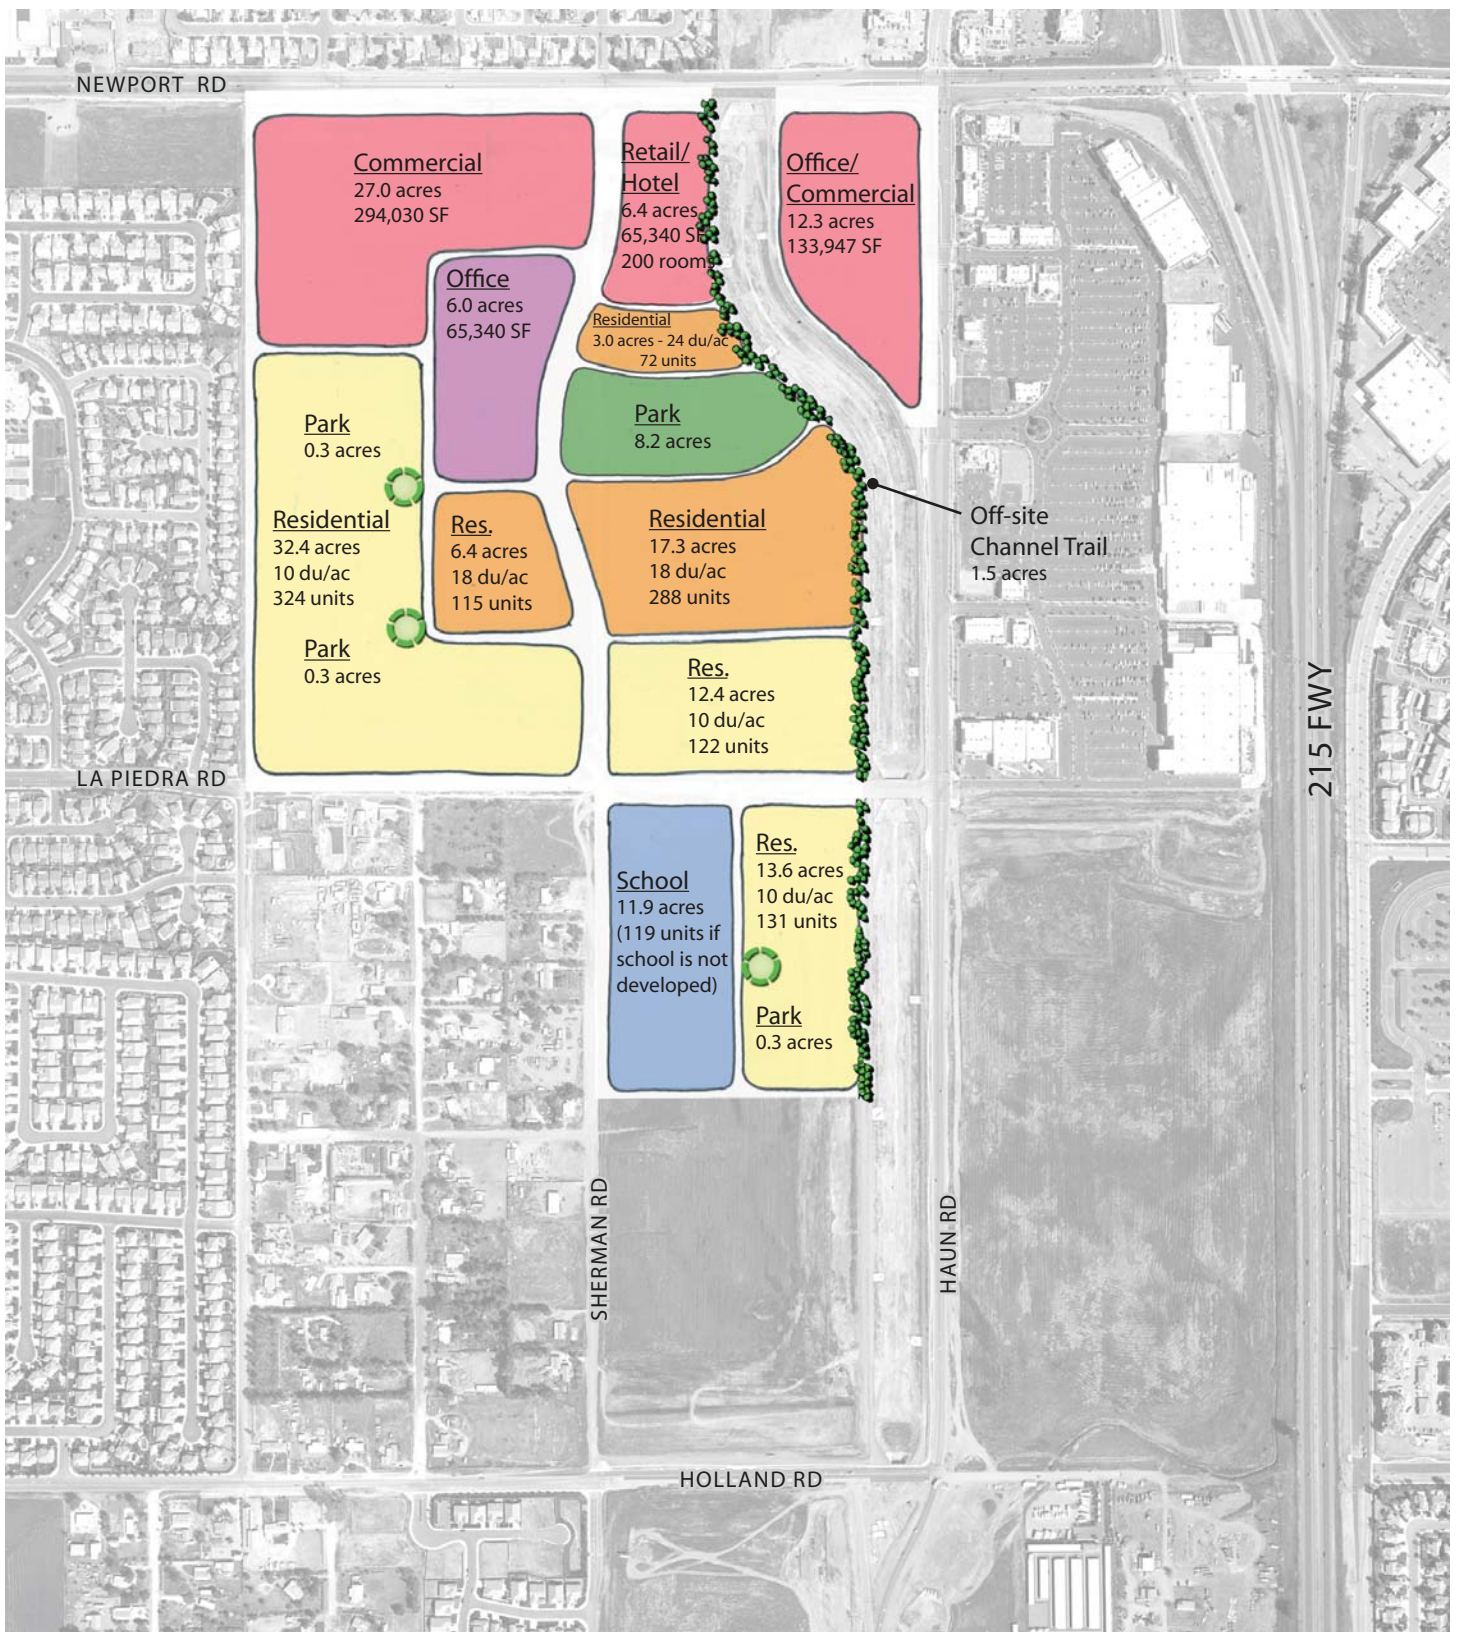 NEWPORT RD
Commercial
27.0 acres
294,030 SF
Retail/
Hotel
6.4 acres
65,340 SF
200 rooms
Office/
Commercial
12.3 acres
133,947 SF
Office
6.0 acres
65,340 SF
Residential
3.0 acres - 24 du/ac
72 units
Park
0.3 acres
Park
8.2 acres
Residential
32.4 acres
10 du/ac
324 units
Res.
6.4 acres
18 du/ac
115 units
Residential
17.3 acres
18 du/ac
288 units
Off-site
Channel Trail
1.5 acres
Park
0.3 acres
Res.
12.4 acres
10 du/ac
122 units
215 FWY
LA PIEDRA RD
School
11.9 acres
(119 units if
school is not
developed)
Res.
13.6 acres
10 du/ac
131 units
Park
0.3 acres
SHERMAN RD
HAUN RD
HOLLAND RD